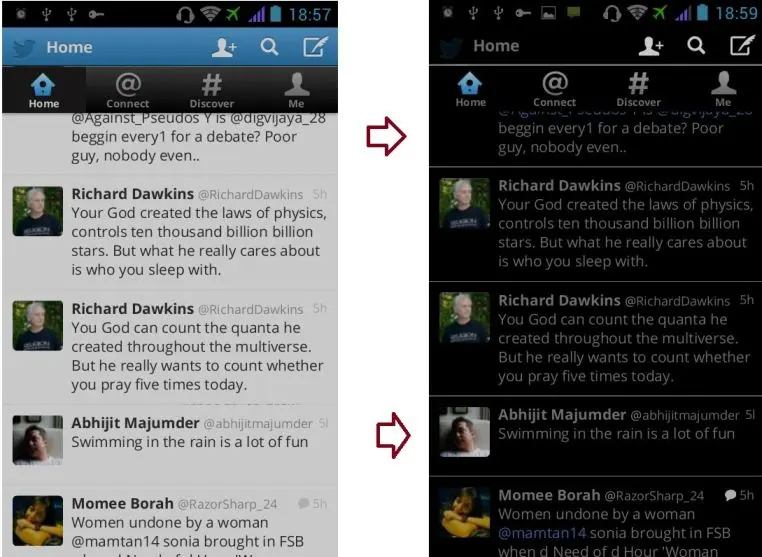 18:57
Home
Home
Connect
Discover
Me
@Against_Pseudos Y is @digvijaya_28
beggin every1 for a debate? Poor
guy, nobody even..
Richard Dawkins @RichardDawkins 5h
Your God created the laws of physics,
controls ten thousand billion billion
stars. But what he really cares about
is who you sleep with.
Richard Dawkins @RichardDawkins 5h
You God can count the quanta he
created throughout the multiverse.
But he really wants to count whether
you pray five times today.
Abhijit Majumder @abhijitmajumder 5l
Swimming in the rain is a lot of fun
Momee Borah @RazorSharp_24 5h
Women undone by a woman
@mamtan14 sonia brought in FSB
18:59
Home
Home
Connect
Discover
Me
@Against_Pseudos Y is @digvijaya_28
beggin every1 for a debate? Poor
guy, nobody even..
Richard Dawkins @RichardDawkins 5h
Your God created the laws of physics,
controls ten thousand billion billion
stars. But what he really cares about
is who you sleep with.
Richard Dawkins @RichardDawkins 5h
You God can count the quanta he
created throughout the multiverse.
But he really wants to count whether
you pray five times today.
Abhijit Majumder @abhijitmajumder 5l
Swimming in the rain is a lot of fun
Momee Borah @RazorSharp_24 5h
Women undone by a woman
@mamtan14 sonia brought in FSB
when d Need of d Hour 'Woman